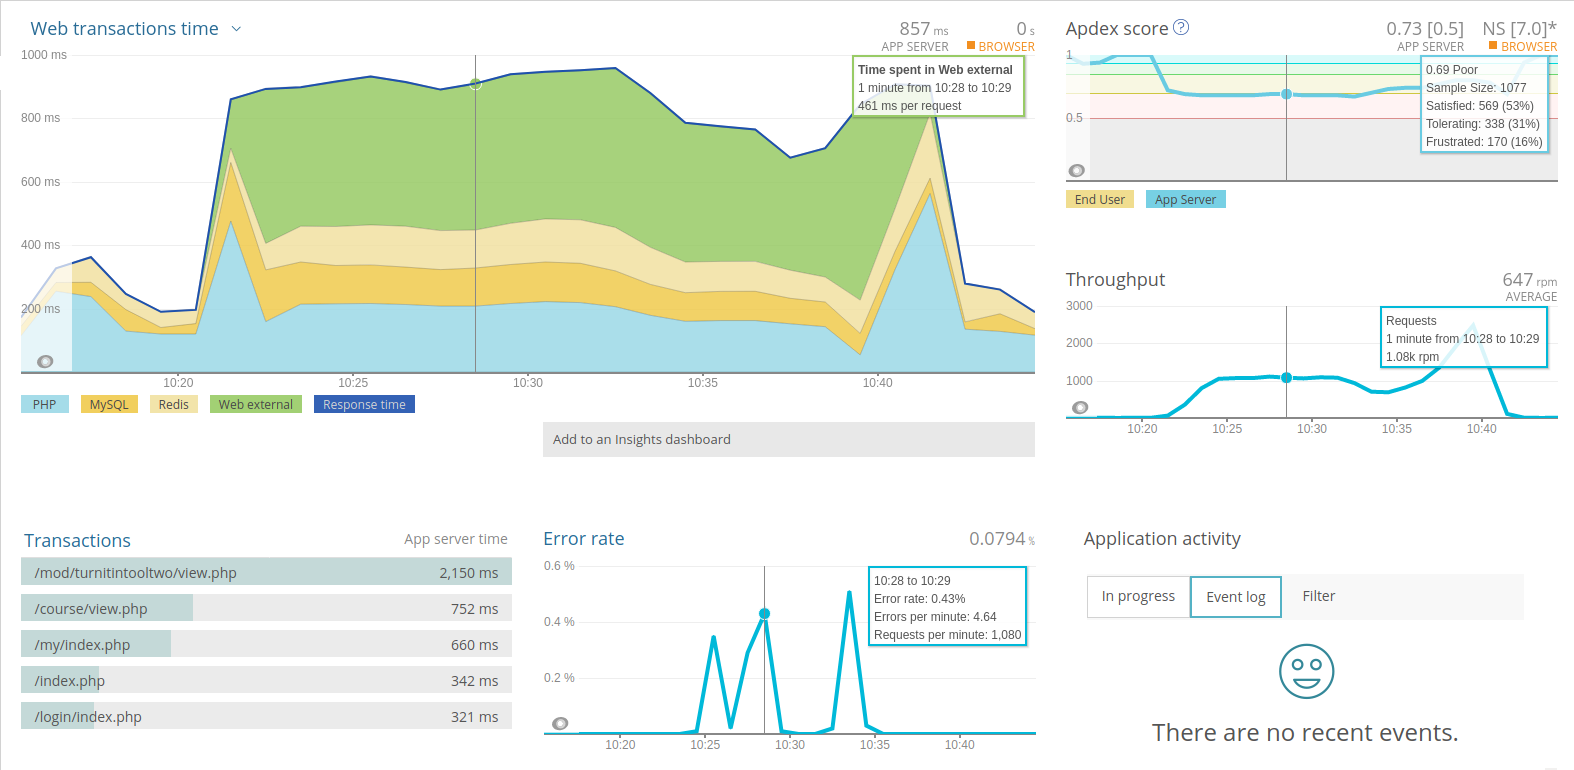 Web transactions time
857 ms
APP SERVER
0 s
BROWSER
1000 ms
800 ms
600 ms
400 ms
200 ms
Time spent in Web external
1 minute from 10:28 to 10:29
461 ms per request
10:20 10:25 10:30 10:35 10:40
PHP MySQL Redis Web external Response time
Add to an Insights dashboard
Apdex score ?
0.73 [0.5]
APP SERVER
NS [7.0]*
BROWSER
1
0.5
0.69 Poor
Sample Size: 1077
Satisfied: 569 (53%)
Tolerating: 338 (31%)
Frustrated: 170 (16%)
End User App Server
Throughput
647 rpm
AVERAGE
3000
2000
1000
Requests
1 minute from 10:28 to 10:29
1.08k rpm
10:20 10:25 10:30 10:35 10:40
Transactions App server time
/mod/turnitintooltwo/view.php 2,150 ms
/course/view.php 752 ms
/my/index.php 660 ms
/index.php 342 ms
/login/index.php 321 ms
Error rate
0.0794 %
0.6 %
0.4 %
0.2 %
10:28 to 10:29
Error rate: 0.43%
Errors per minute: 4.64
Requests per minute: 1,080
10:20 10:25 10:30 10:35 10:40
Application activity
In progress Event log Filter
There are no recent events.